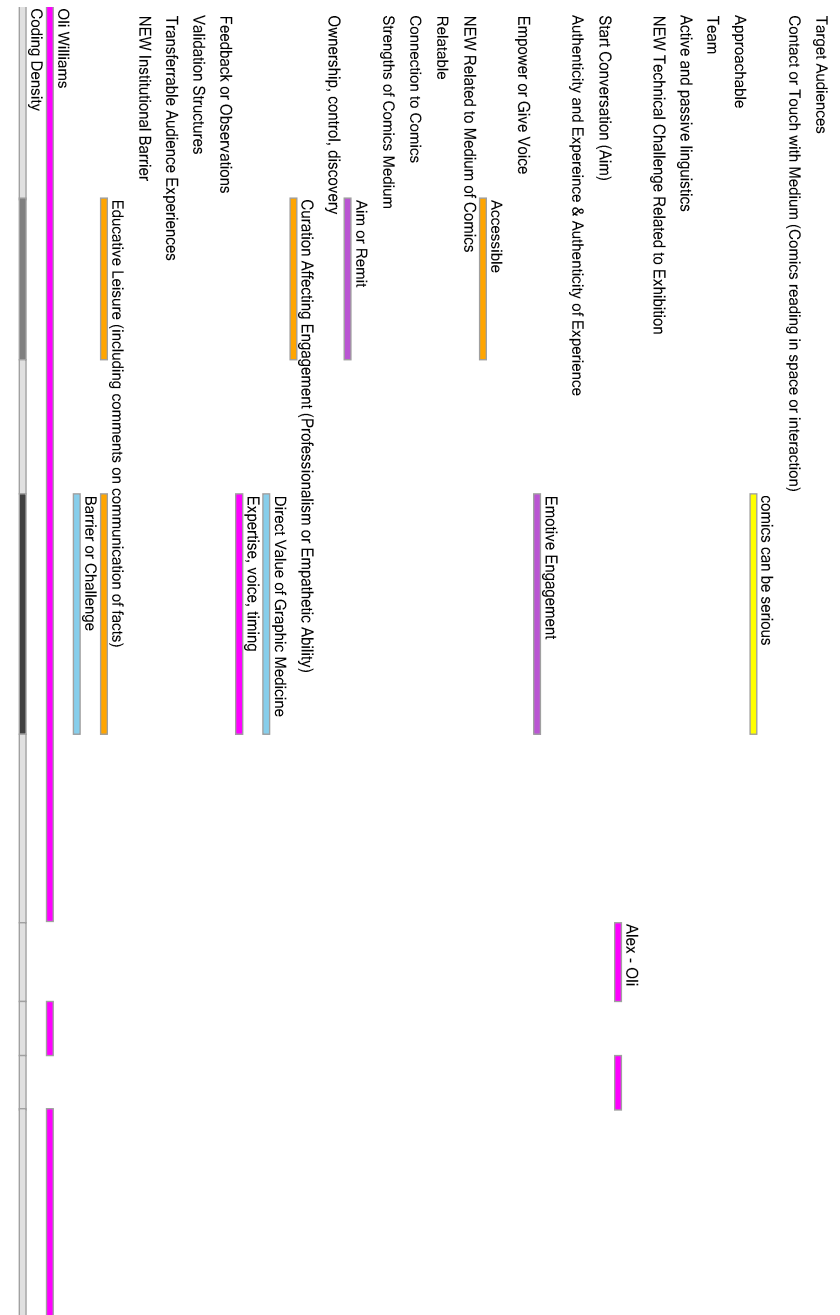 Coding Density
Oli Williams
Barrier or Challenge
Educative Leisure (including comments on communication of facts)
NEW Institutional Barrier
Transferrable Audience Experiences
Validation Structures
Feedback or Observations
Expertise, voice, timing
Direct Value of Graphic Medicine
Curation Affecting Engagement (Professionalism or Empathetic Ability)
Ownership, control, discovery
Aim or Remit
Strengths of Comics Medium
Connection to Comics
Relatable
NEW Related to Medium of Comics
Accessible
Empower or Give Voice
Emotive Engagement
Authenticity and Expereince & Authenticity of Experience
Start Conversation (Aim)
Alex - Oli
NEW Technical Challenge Related to Exhibition
Active and passive linguistics
Team
Approachable
comics can be serious
Contact or Touch with Medium (Comics reading in space or interaction)
Target Audiences